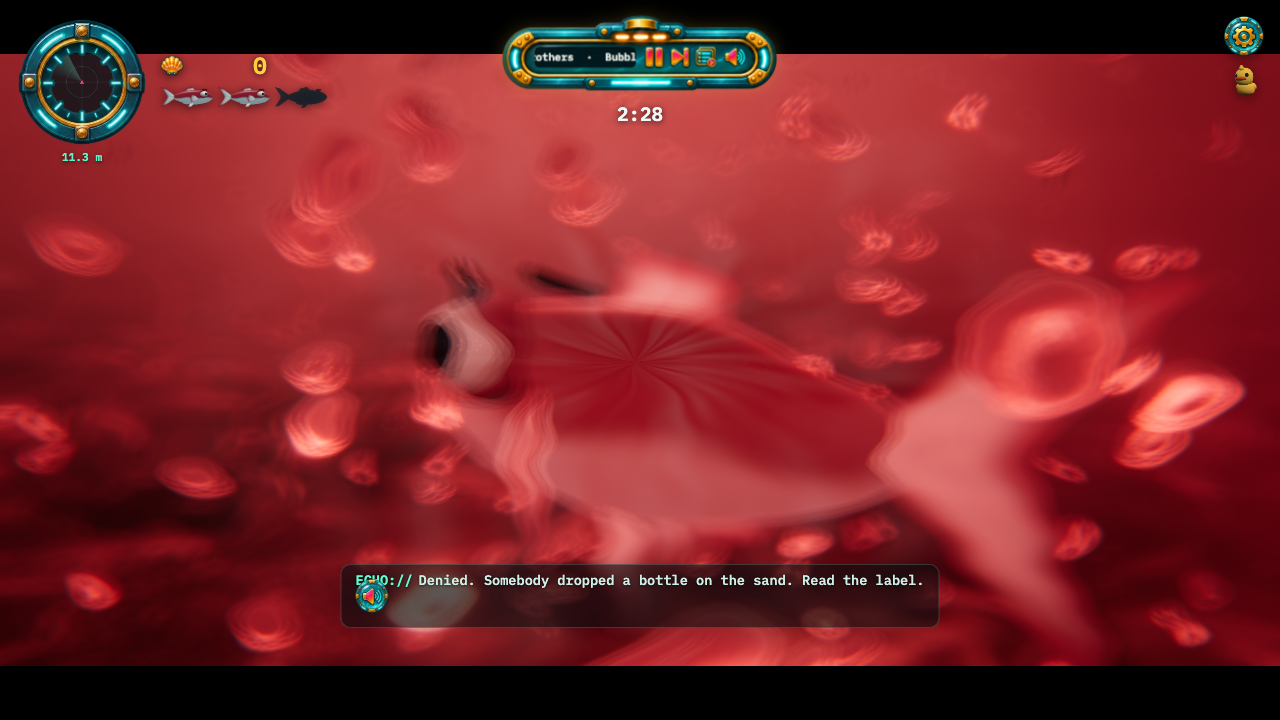 others · Bubbl
0
2:28
11.3 m
ECHO:// Denied. Somebody dropped a bottle on the sand. Read the label.